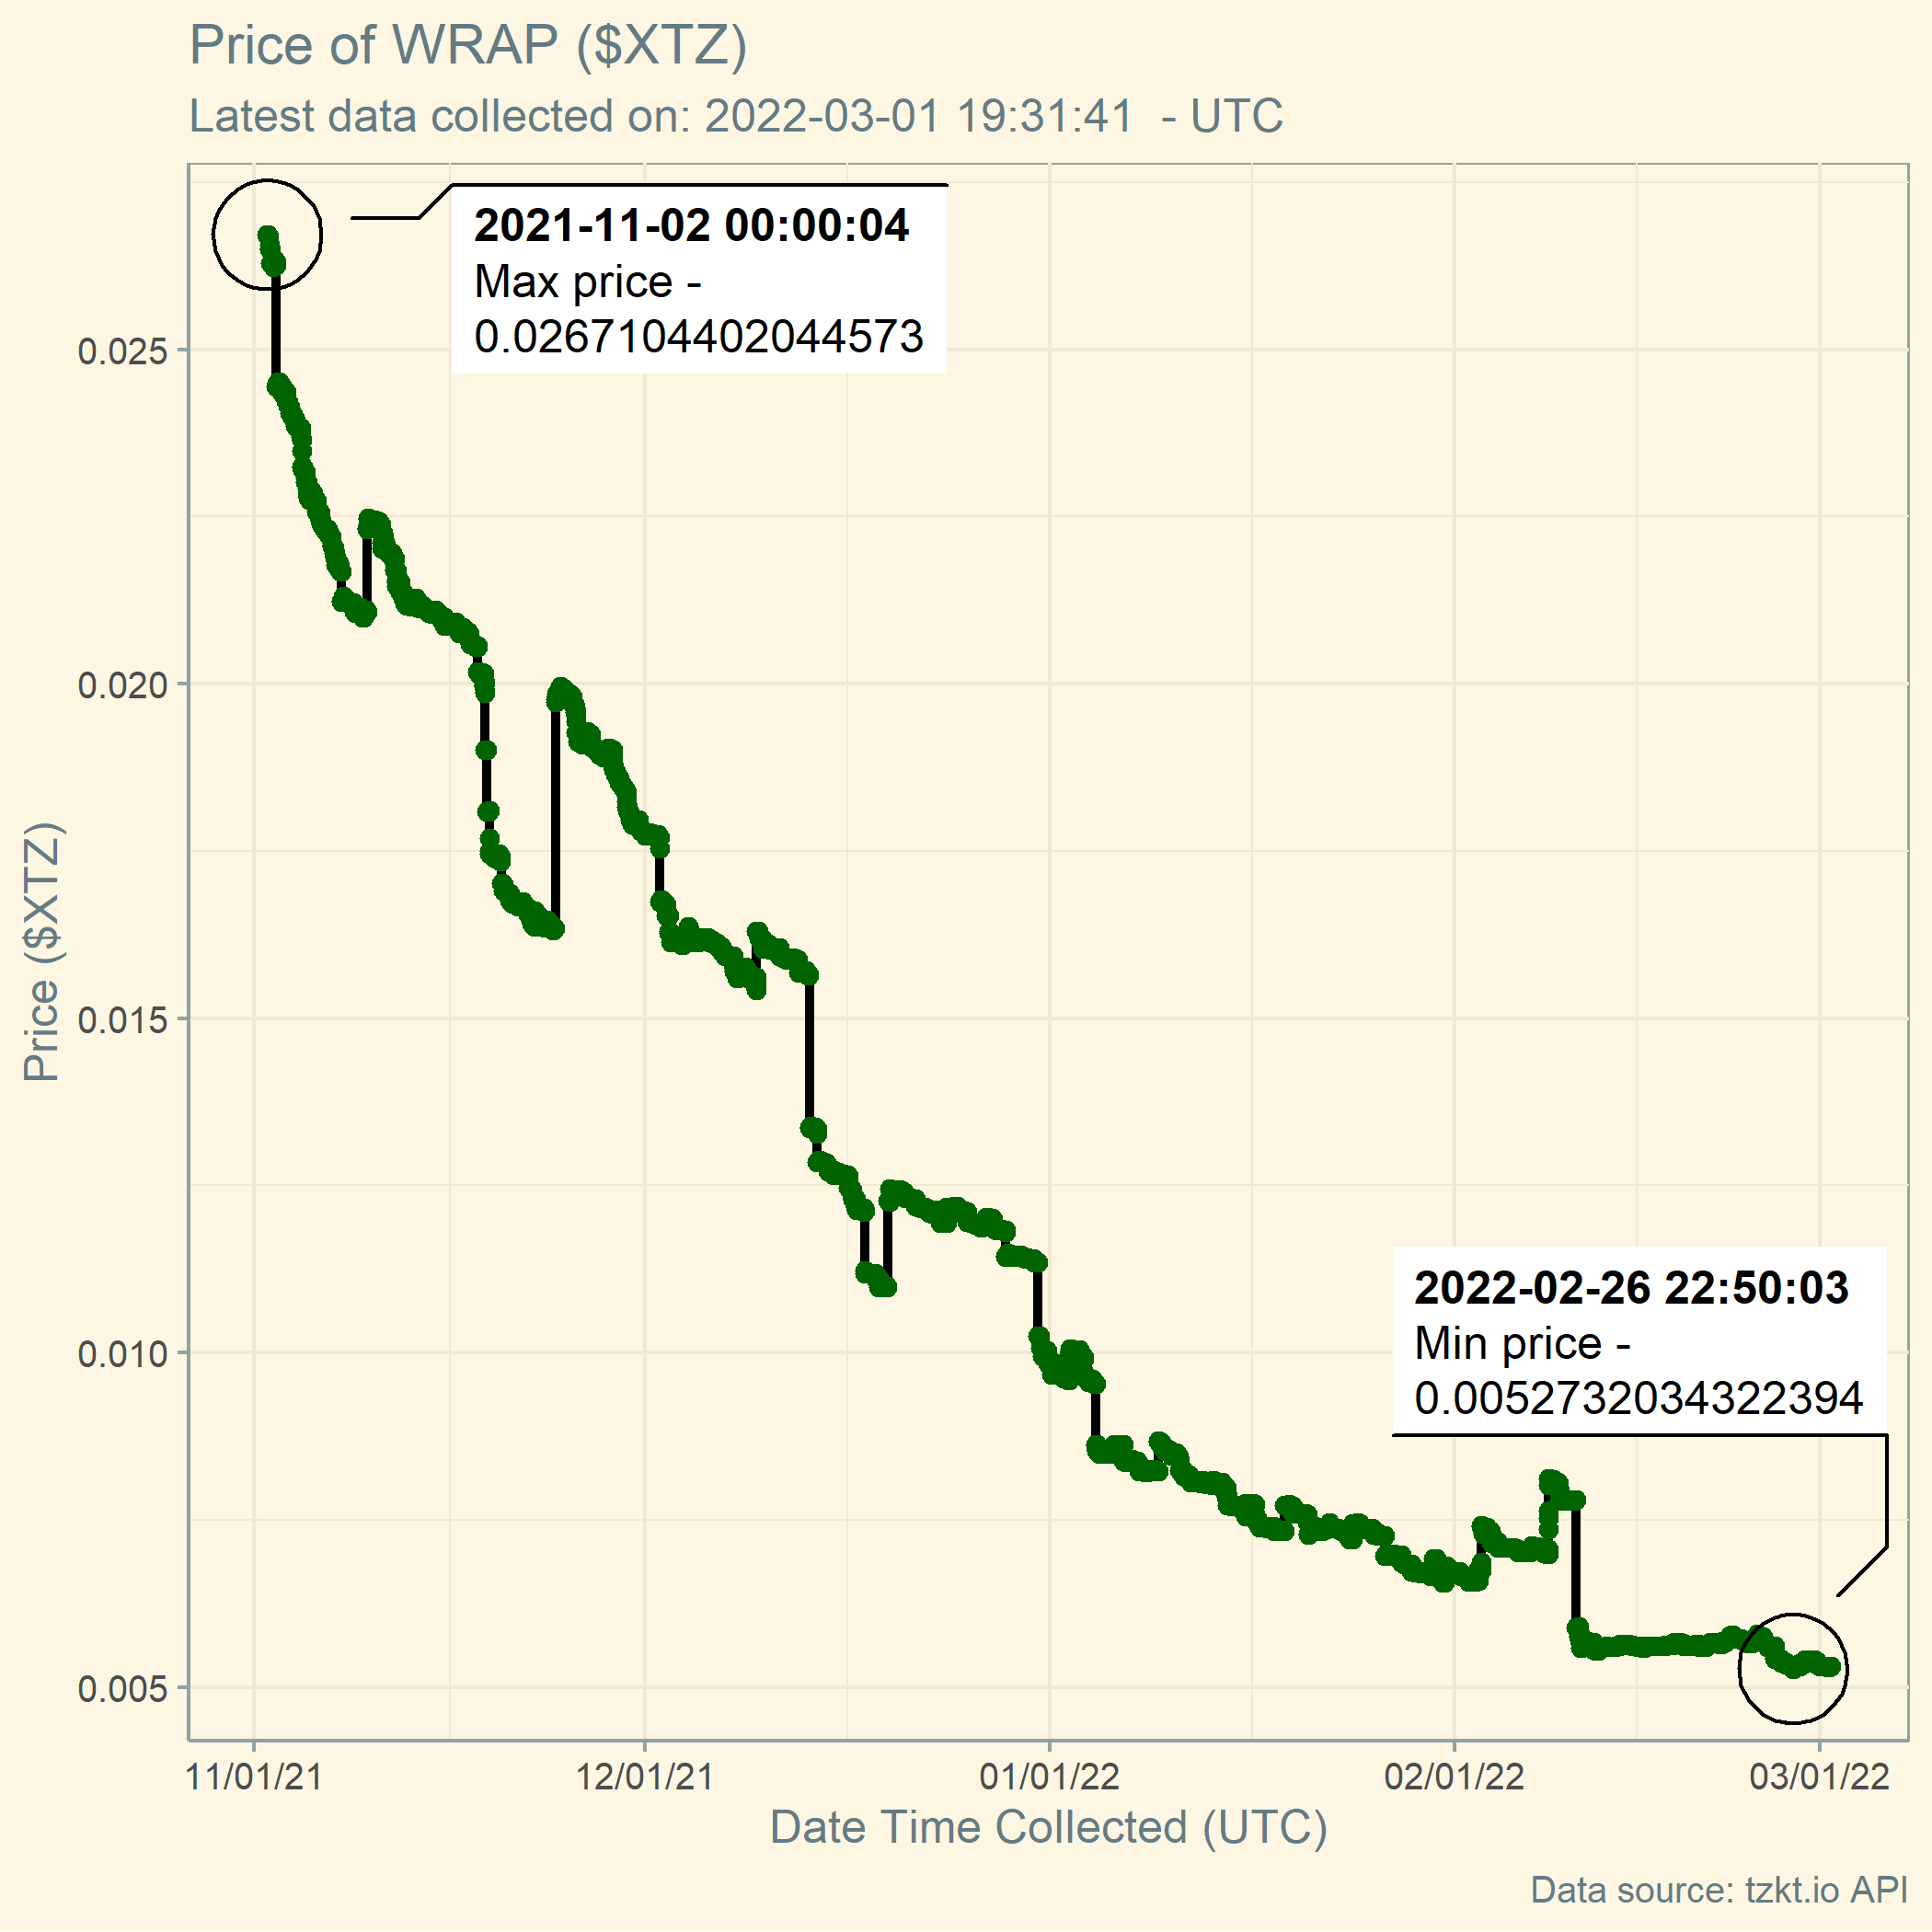 Price of WRAP ($XTZ)
Latest data collected on: 2022-03-01 19:31:41  - UTC
2021-11-02 00:00:04
Max price -
0.0267104402044573
0.025
0.020
0.015
0.010
0.005
Price ($XTZ)
2022-02-26 22:50:03
Min price -
0.00527320343222394
11/01/21
12/01/21
01/01/22
02/01/22
03/01/22
Date Time Collected (UTC)
Data source: tzkt.io API